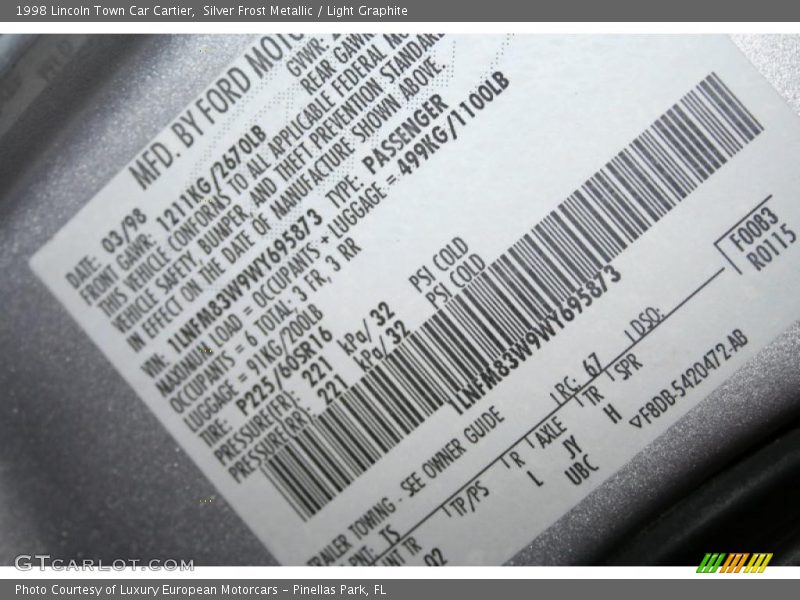 1998 Lincoln Town Car Cartier, Silver Frost Metallic / Light Graphite
MFD. BY FORD MOTO
DATE: 03/98
GVWR:
FRONT GAWR: 1211KG/2670LB
REAR GAWR
THIS VEHICLE CONFORMS TO ALL APPLICABLE FEDERAL
VEHICLE SAFETY, BUMPER, AND THEFT PREVENTION STANDARD
IN EFFECT ON THE DATE OF MANUFACTURE SHOWN ABOVE.
VIN: 1LNFM83W9WY695873 TYPE: PASSENGER
MAXIMUM LOAD = OCCUPANTS + LUGGAGE = 499KG/1100LB
OCCUPANTS = 6 TOTAL: 3 FR, 3 RR
LUGGAGE = 91KG/200LB
TIRE: P225/60SR16
PRESSURE(FR): 221 kPa/ 32 PSI COLD
PRESSURE(RR): 221 kPa/ 32 PSI COLD
1LNFM83W9WY695873
F0083
R0115
TRAILER TOWING - SEE OWNER GUIDE
PNT: TS
RC: 67
DSO:
INT TR
TP/PS
R
AXLE
TR
SPR
02
L
JY
H
UBC
▽F8DB-5420472-AB
GTCARLOT.COM
Photo Courtesy of Luxury European Motorcars - Pinellas Park, FL